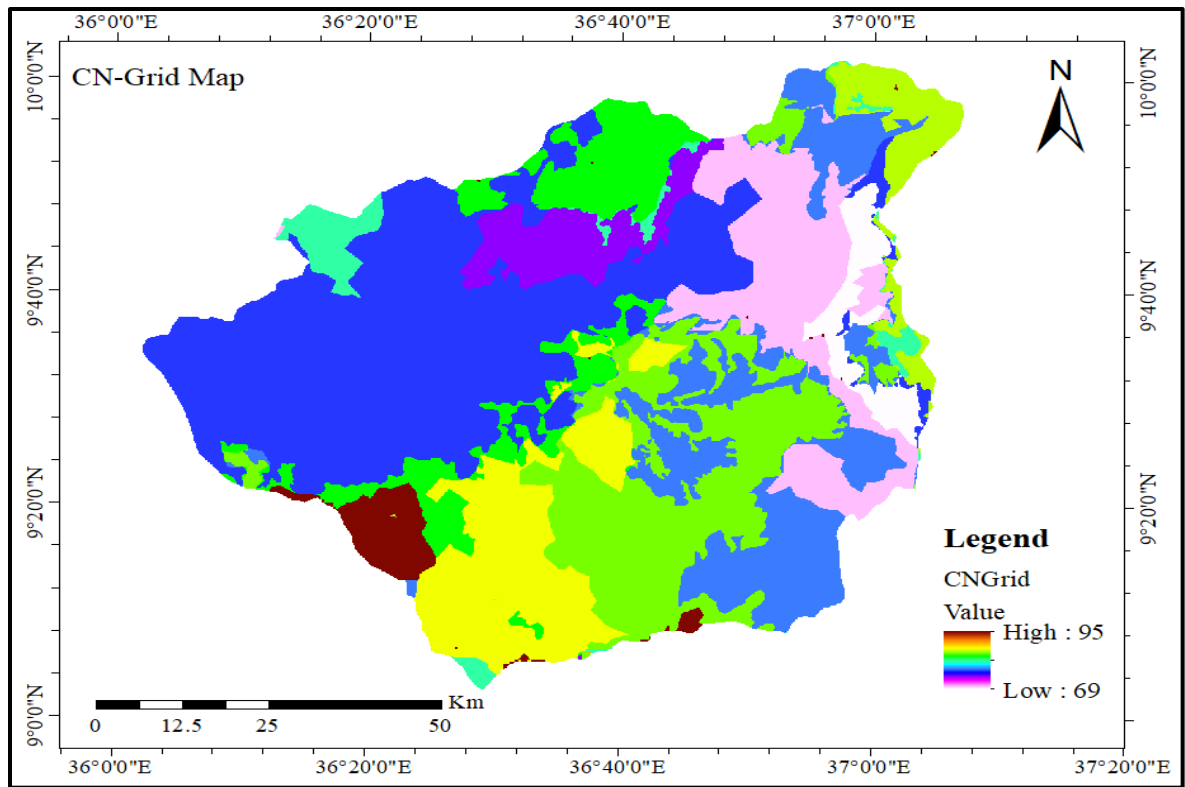 36°0'0"E 36°20'0"E 36°40'0"E 37°0'0"E
CN-Grid Map
N
10°0'0"N 10°0'0"N
9°40'0"N 9°40'0"N
9°20'0"N 9°20'0"N
9°0'0"N
Legend
CNGrid
Value
High : 95
Low : 69
Km
0 12.5 25 50
36°0'0"E 36°20'0"E 36°40'0"E 37°0'0"E 37°20'0"E